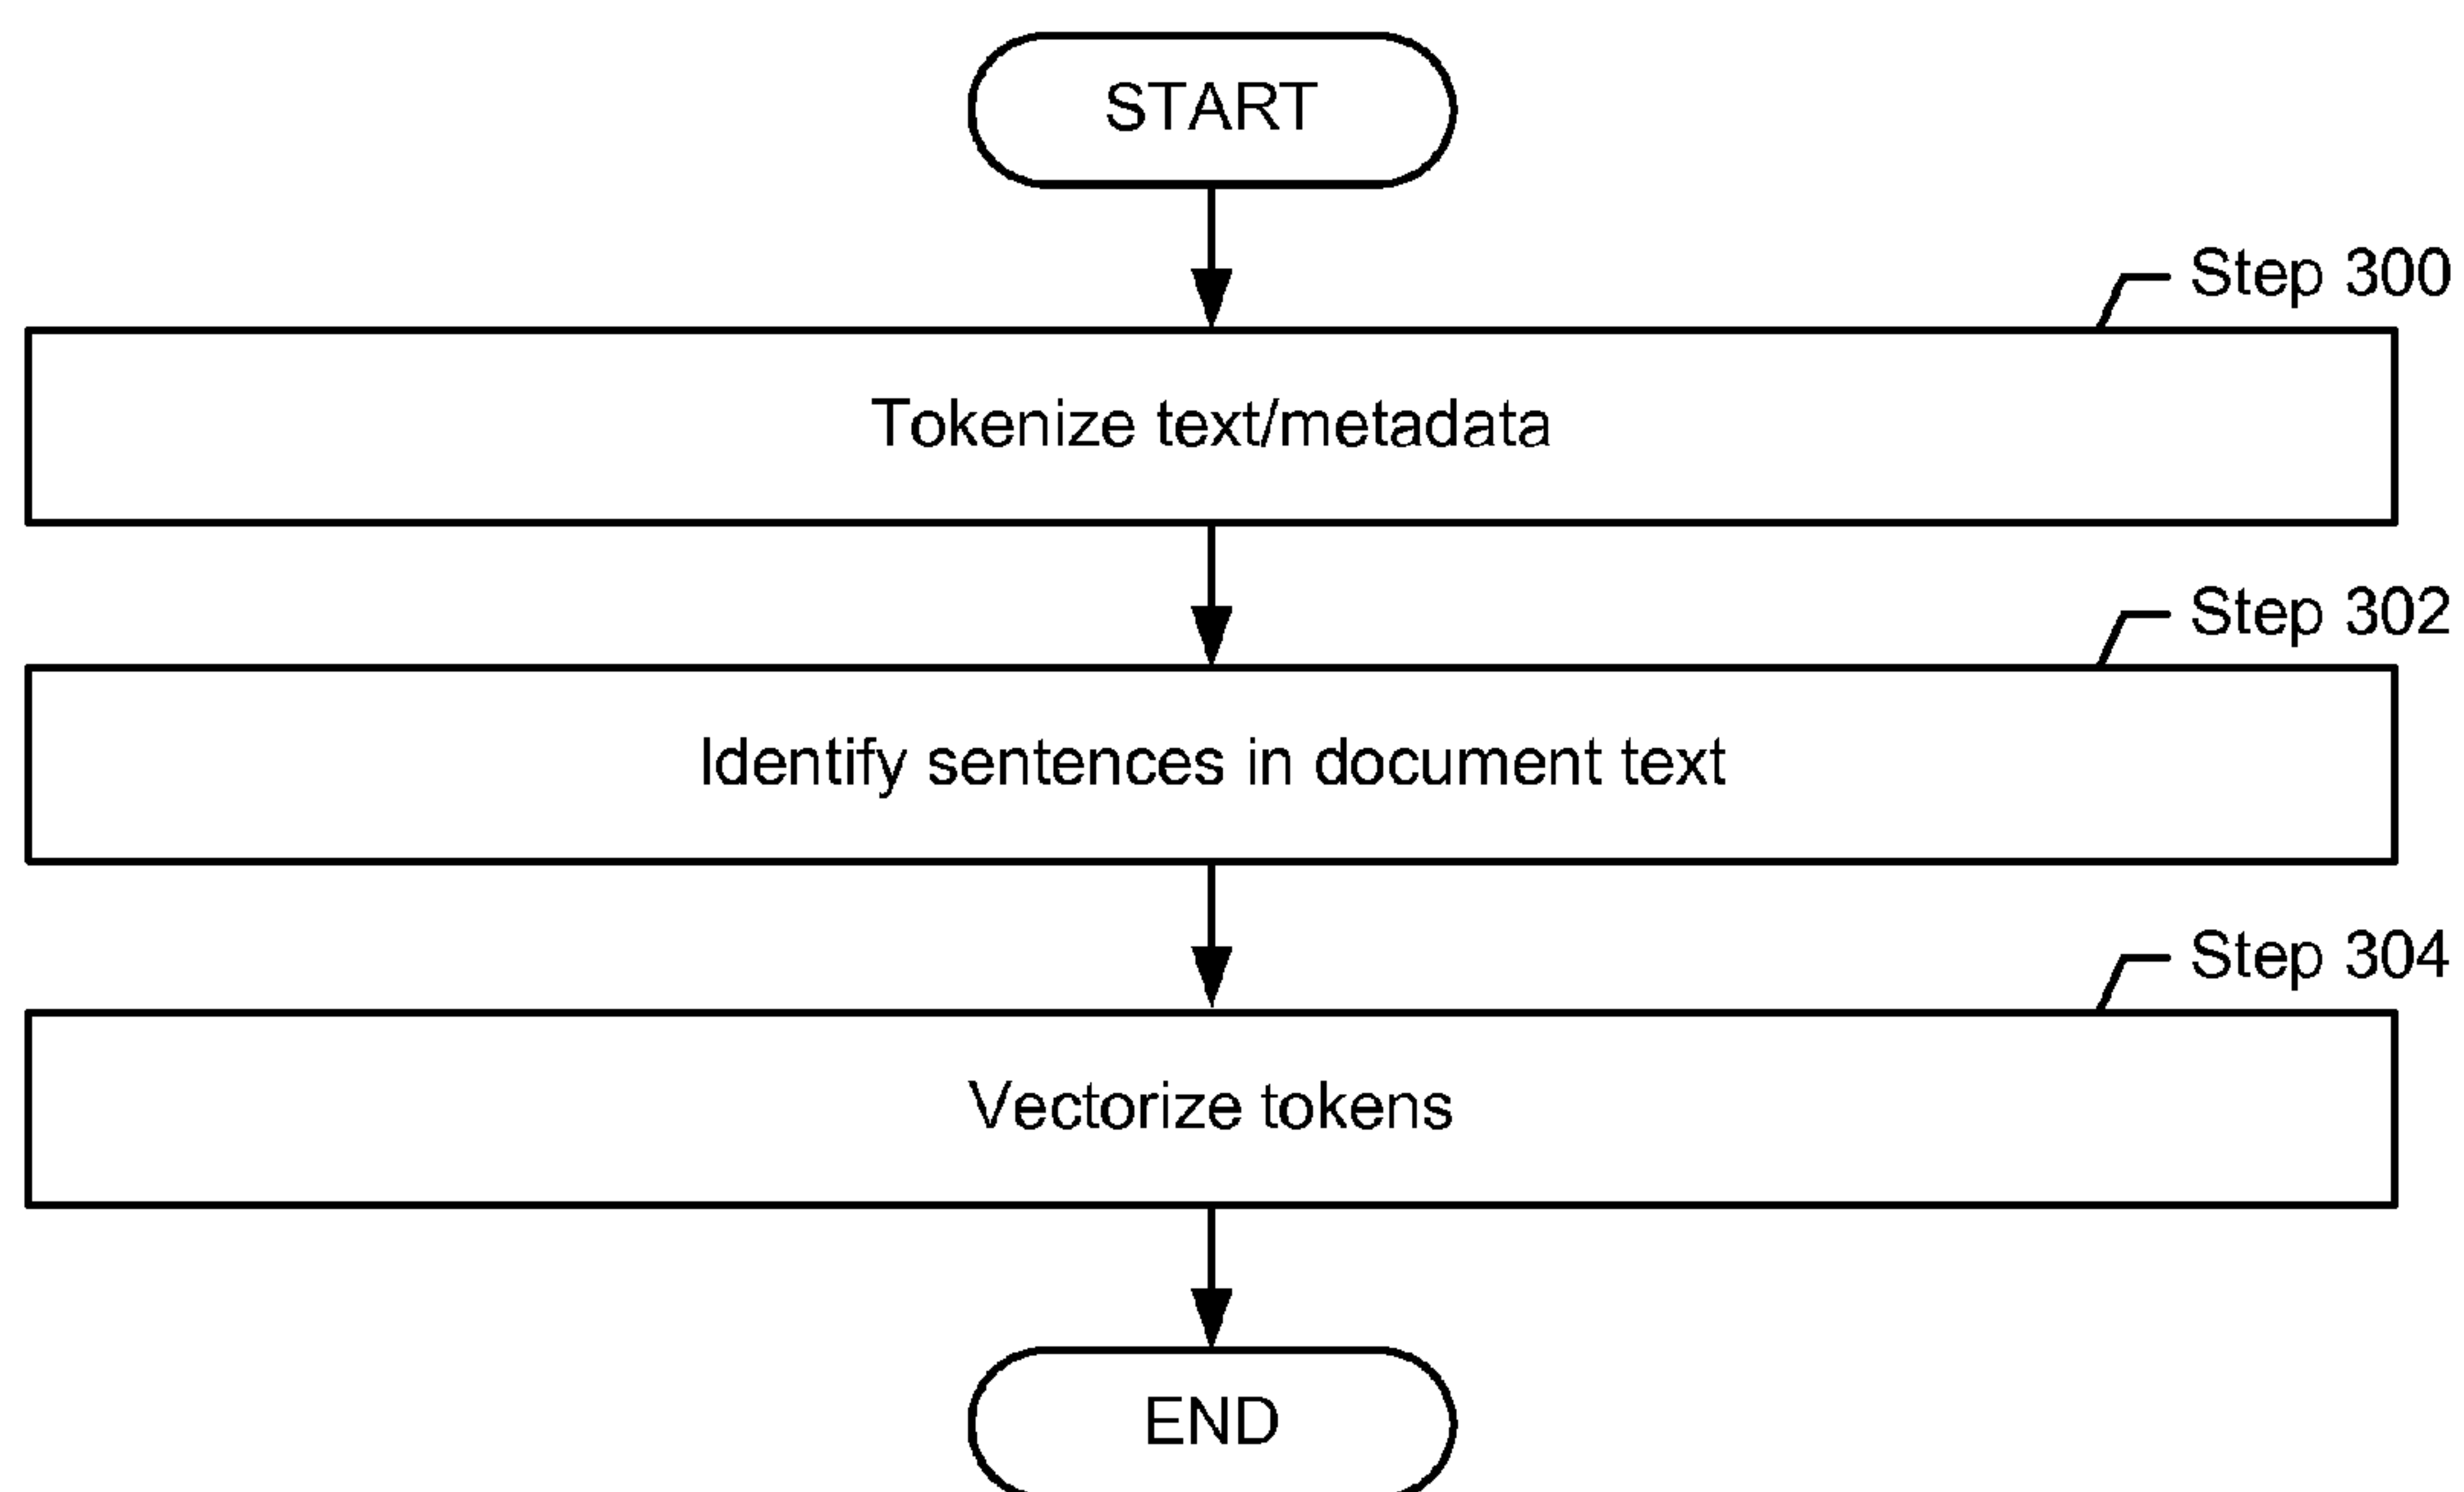 START
Step 300
Tokenize text/metadata
Step 302
Identify sentences in document text
Step 304
Vectorize tokens
END